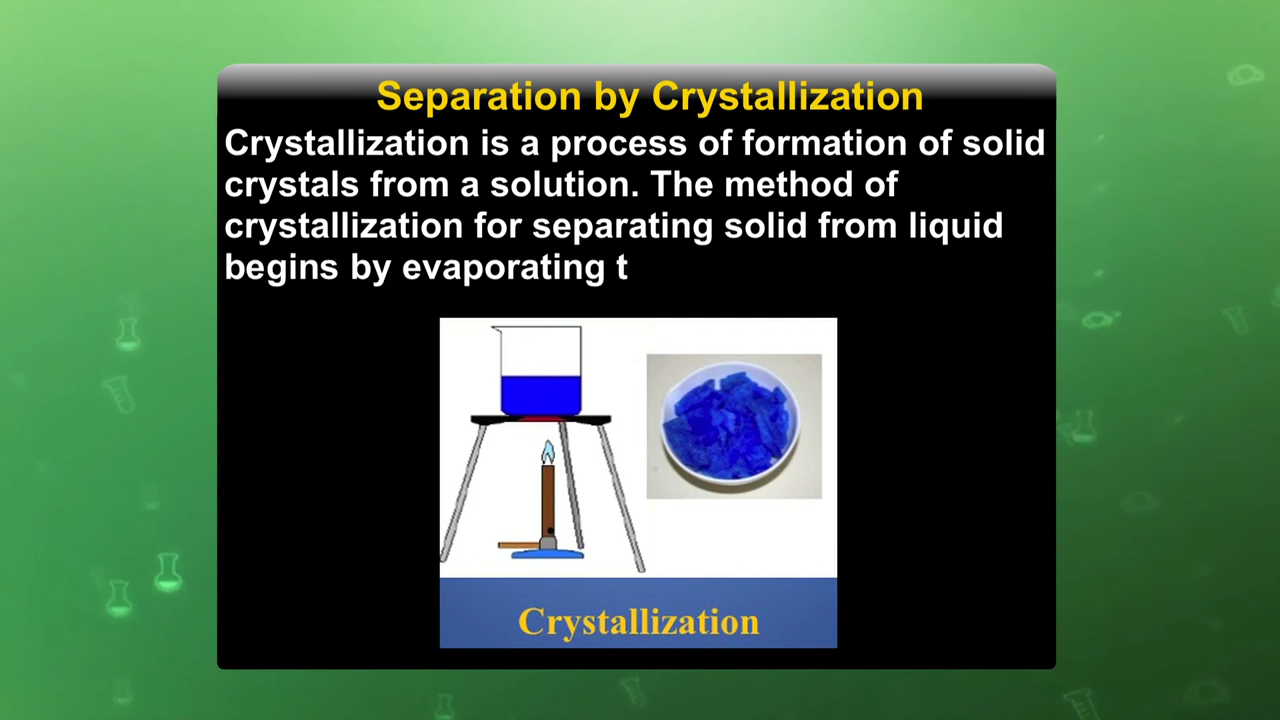 Separation by Crystallization
Crystallization is a process of formation of solid
crystals from a solution. The method of
crystallization for separating solid from liquid
begins by evaporating t
Crystallization